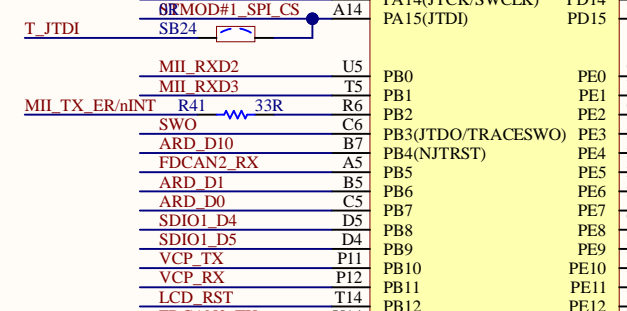 PA14(JTCK/SWCLK) PD14
STMOD#1_SPI_CS A14 PA15(JTDI) PD15
T_JTDI SB24
MII_RXD2 U5 PB0 PE0
MII_RXD3 T5 PB1 PE1
MII_TX_ER/nINT R41 33R R6 PB2 PE2
SWO C6 PB3(JTDO/TRACESWO) PE3
ARD_D10 B7 PB4(NJTRST) PE4
FDCAN2_RX A5 PB5 PE5
ARD_D1 B5 PB6 PE6
ARD_D0 C5 PB7 PE7
SDIO1_D4 D5 PB8 PE8
SDIO1_D5 D4 PB9 PE9
VCP_TX P11 PB10 PE10
VCP_RX P12 PB11 PE11
LCD_RST T14 PB12 PE12